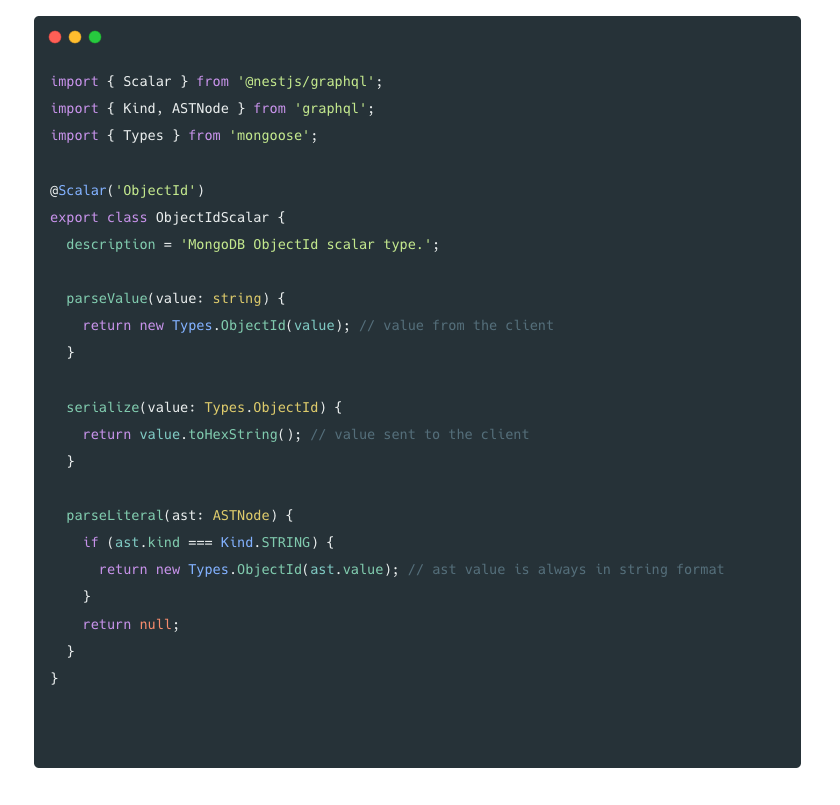 import { Scalar } from '@nestjs/graphql';
import { Kind, ASTNode } from 'graphql';
import { Types } from 'mongoose';

@Scalar('ObjectId')
export class ObjectIdScalar {
  description = 'MongoDB ObjectId scalar type.';

  parseValue(value: string) {
    return new Types.ObjectId(value); // value from the client
  }

  serialize(value: Types.ObjectId) {
    return value.toHexString(); // value sent to the client
  }

  parseLiteral(ast: ASTNode) {
    if (ast.kind === Kind.STRING) {
      return new Types.ObjectId(ast.value); // ast value is always in string format
    }
    return null;
  }
}